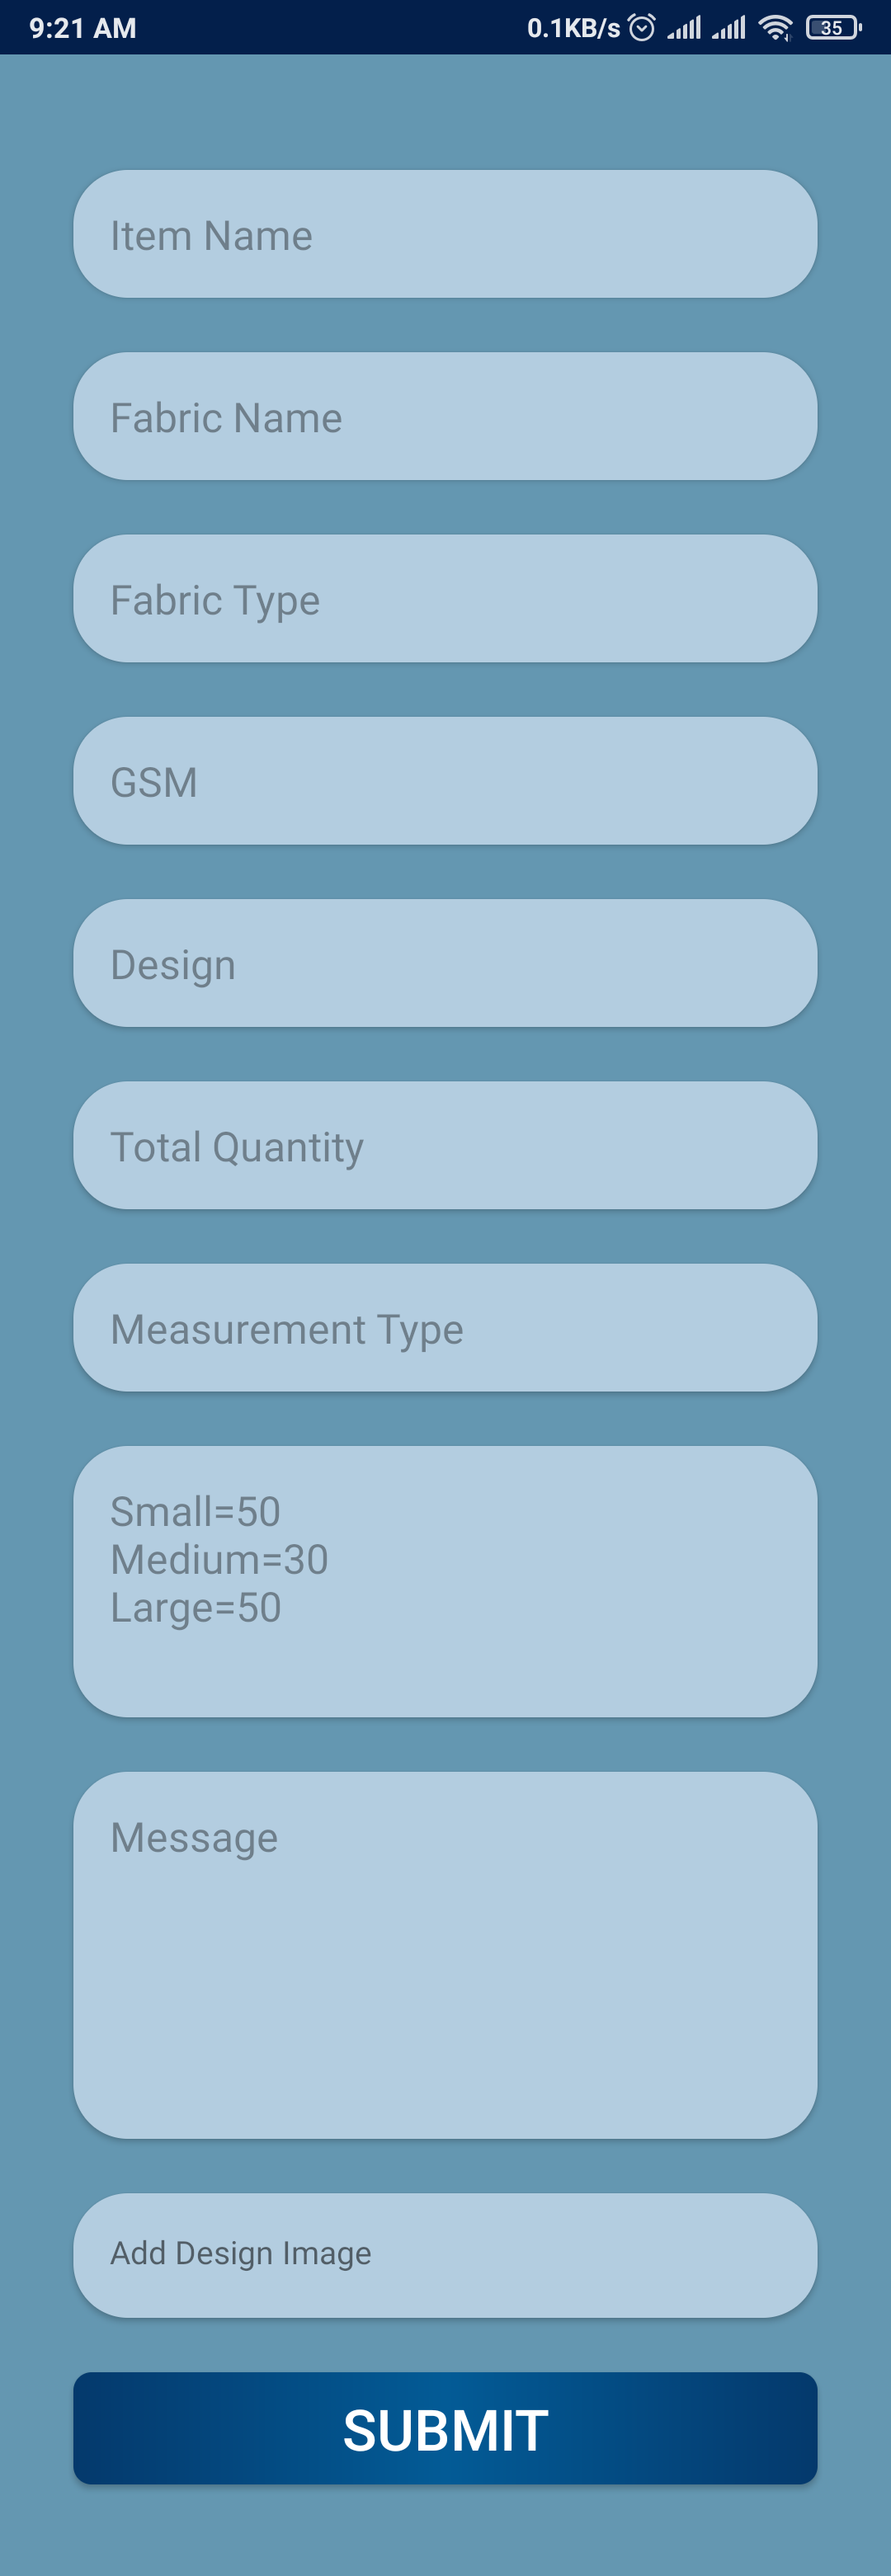 9:21 AM 0.1KB/s 35
Item Name
Fabric Name
Fabric Type
GSM
Design
Total Quantity
Measurement Type
Small=50
Medium=30
Large=50
Message
Add Design Image
SUBMIT